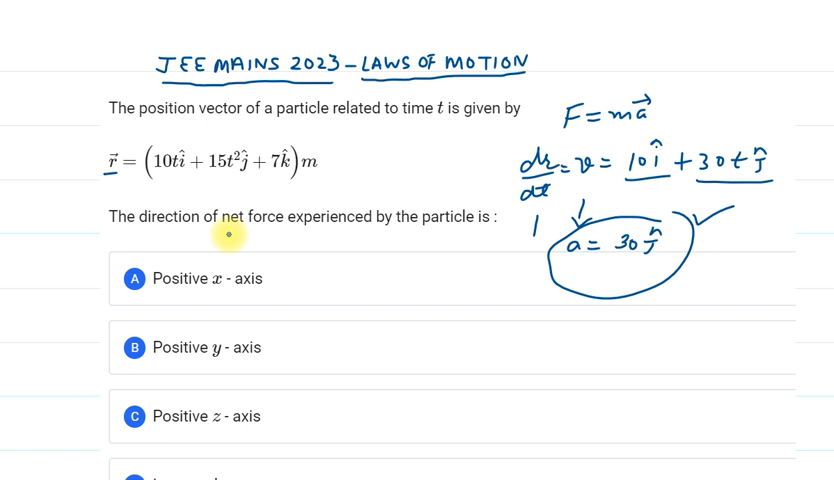 JEE MAINS 2023 - LAWS OF MOTION
The position vector of a particle related to time t is given by
F = ma⃗
r⃗ = (10tî + 15t²ĵ + 7k̂)m
dr/dt = v = 10î + 30tĵ
The direction of net force experienced by the particle is :
a = 30ĵ
A Positive x - axis
B Positive y - axis
C Positive z - axis